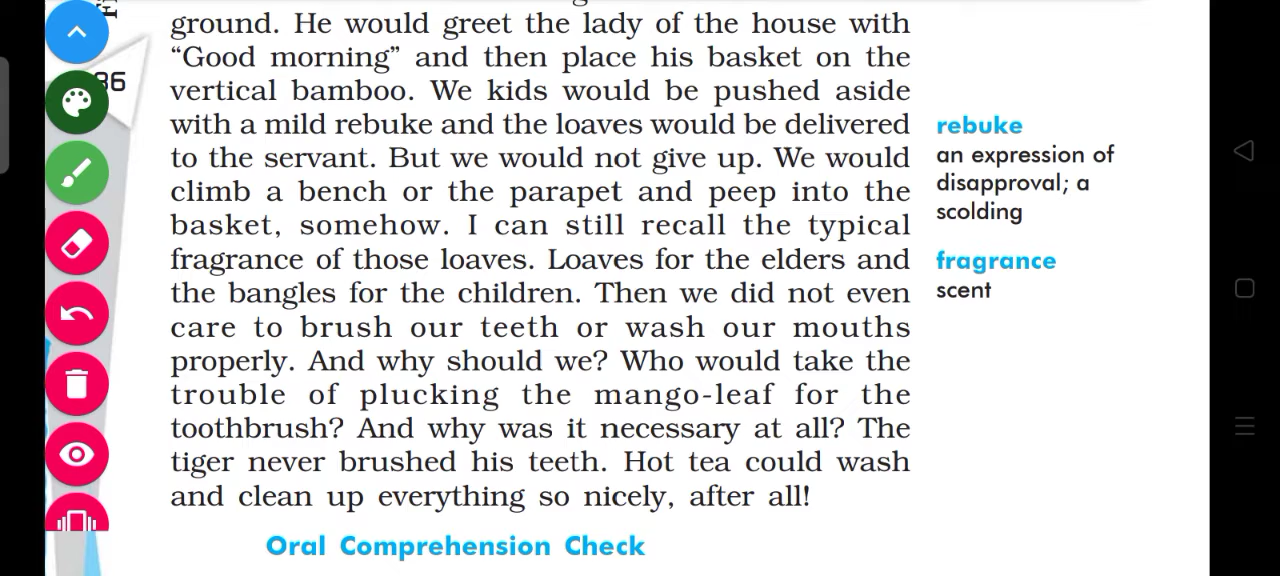 ground. He would greet the lady of the house with
“Good morning” and then place his basket on the
vertical bamboo. We kids would be pushed aside
with a mild rebuke and the loaves would be delivered
to the servant. But we would not give up. We would
climb a bench or the parapet and peep into the
basket, somehow. I can still recall the typical
fragrance of those loaves. Loaves for the elders and
the bangles for the children. Then we did not even
care to brush our teeth or wash our mouths
properly. And why should we? Who would take the
trouble of plucking the mango-leaf for the
toothbrush? And why was it necessary at all? The
tiger never brushed his teeth. Hot tea could wash
and clean up everything so nicely, after all!
Oral Comprehension Check
rebuke
an expression of
disapproval; a
scolding
fragrance
scent